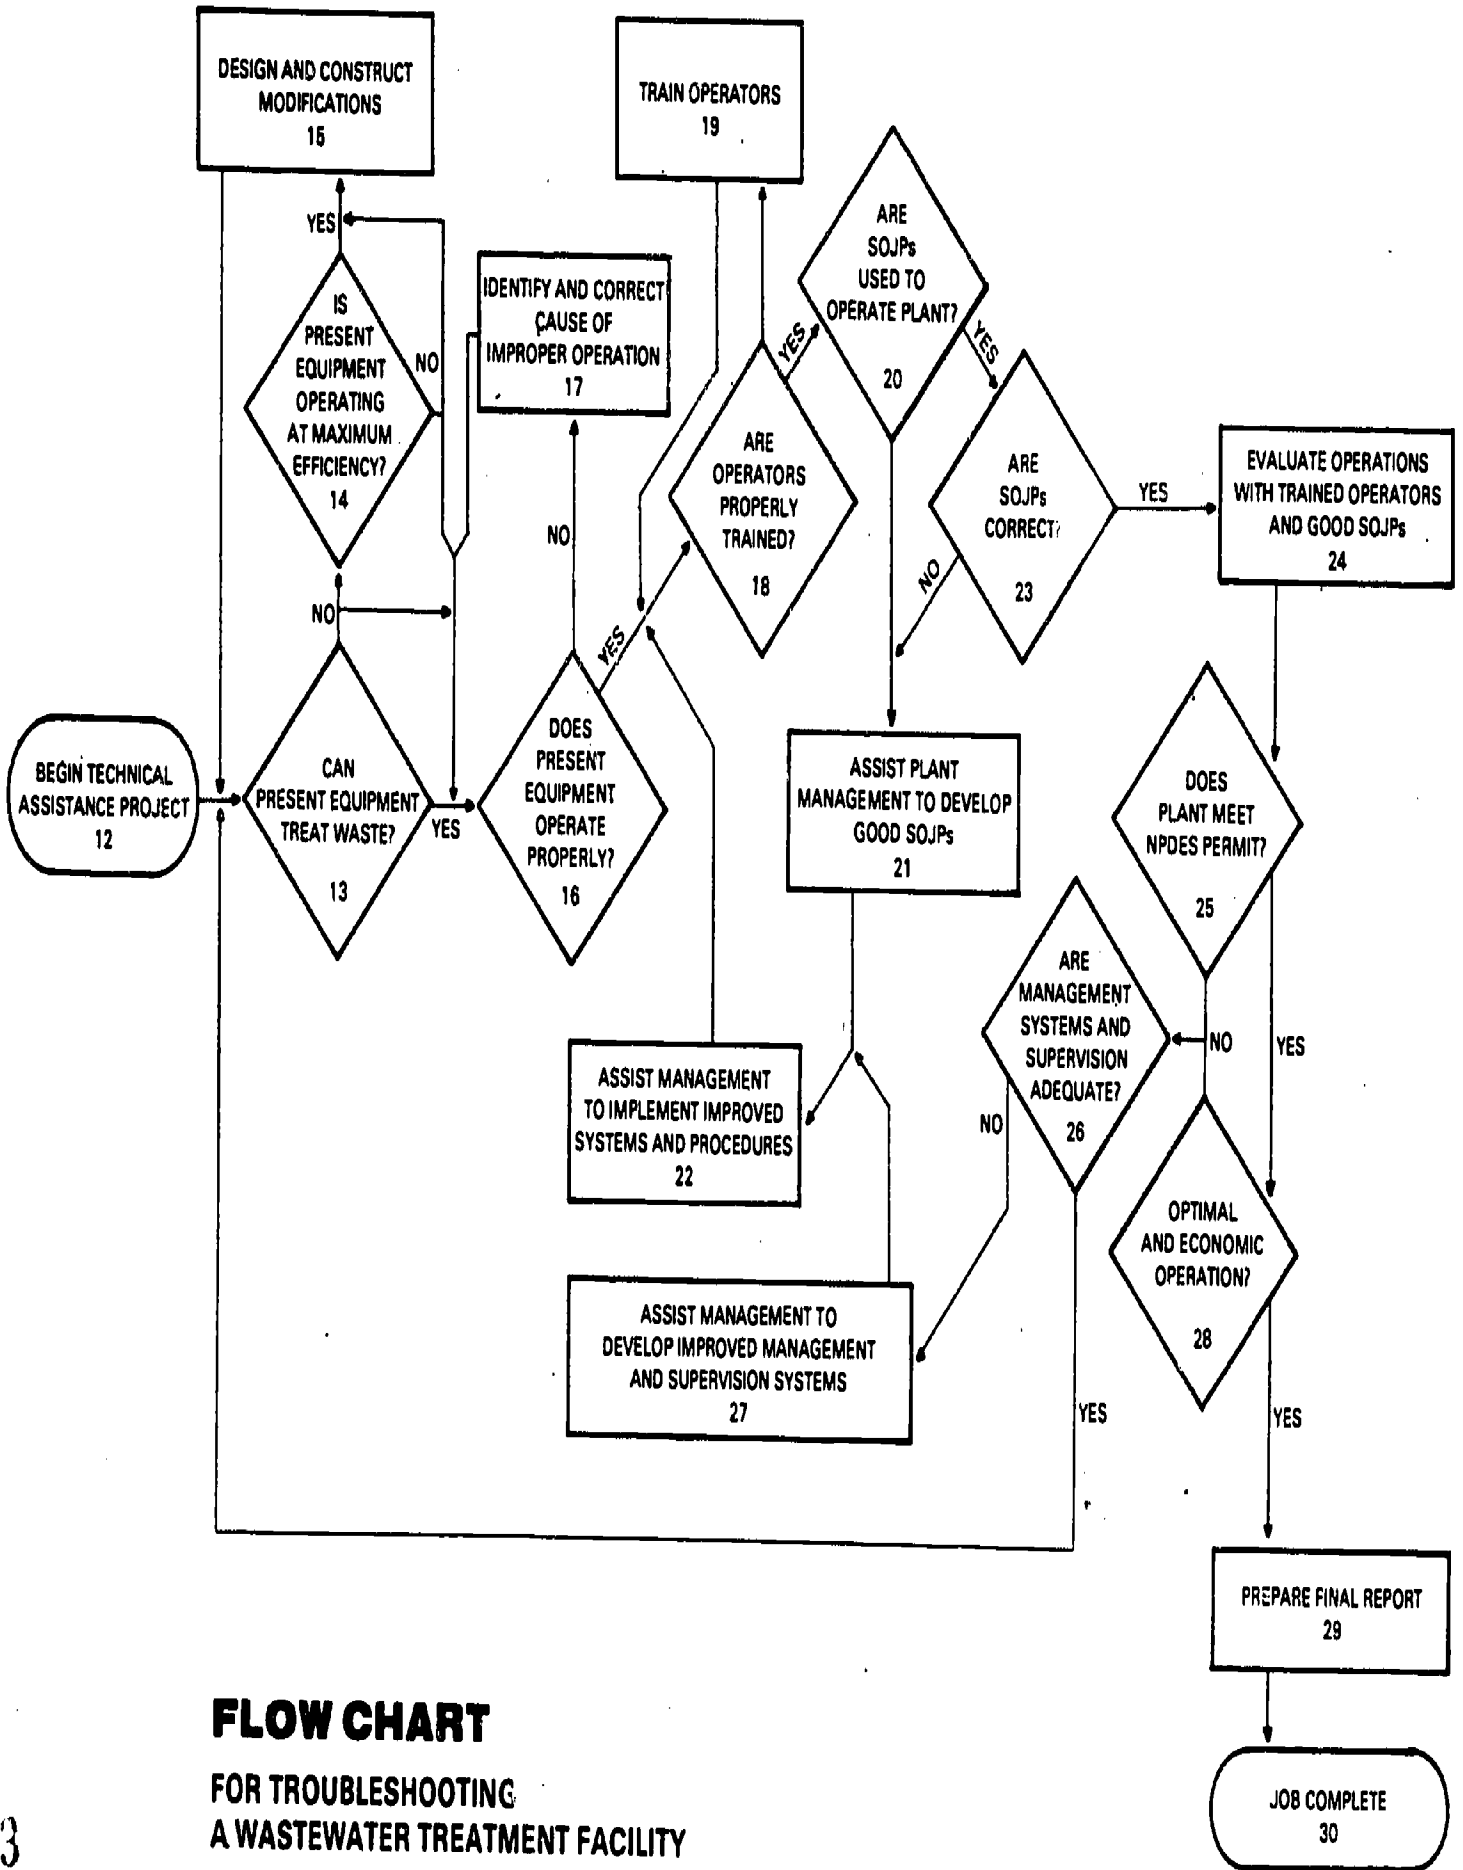 DESIGN AND CONSTRUCT
MODIFICATIONS
15
TRAIN OPERATORS
19
YES
IS
PRESENT
EQUIPMENT
OPERATING
AT MAXIMUM
EFFICIENCY?
14
NO
IDENTIFY AND CORRECT
CAUSE OF
IMPROPER OPERATION
17
ARE
SOJPs
USED TO
OPERATE PLANT?
20
YES
YES
ARE
OPERATORS
PROPERLY
TRAINED?
18
ARE
SOJPs
CORRECT?
23
YES
EVALUATE OPERATIONS
WITH TRAINED OPERATORS
AND GOOD SOJPs
24
NO
NO
NO
YES
BEGIN TECHNICAL
ASSISTANCE PROJECT
12
CAN
PRESENT EQUIPMENT
TREAT WASTE?
13
YES
DOES
PRESENT
EQUIPMENT
OPERATE
PROPERLY?
16
ASSIST PLANT
MANAGEMENT TO DEVELOP
GOOD SOJPs
21
DOES
PLANT MEET
NPDES PERMIT?
25
ARE
MANAGEMENT
SYSTEMS AND
SUPERVISION
ADEQUATE?
26
NO
YES
NO
ASSIST MANAGEMENT
TO IMPLEMENT IMPROVED
SYSTEMS AND PROCEDURES
22
OPTIMAL
AND ECONOMIC
OPERATION?
28
ASSIST MANAGEMENT TO
DEVELOP IMPROVED MANAGEMENT
AND SUPERVISION SYSTEMS
27
YES
YES
PREPARE FINAL REPORT
29
JOB COMPLETE
30
FLOW CHART
FOR TROUBLESHOOTING
A WASTEWATER TREATMENT FACILITY
3